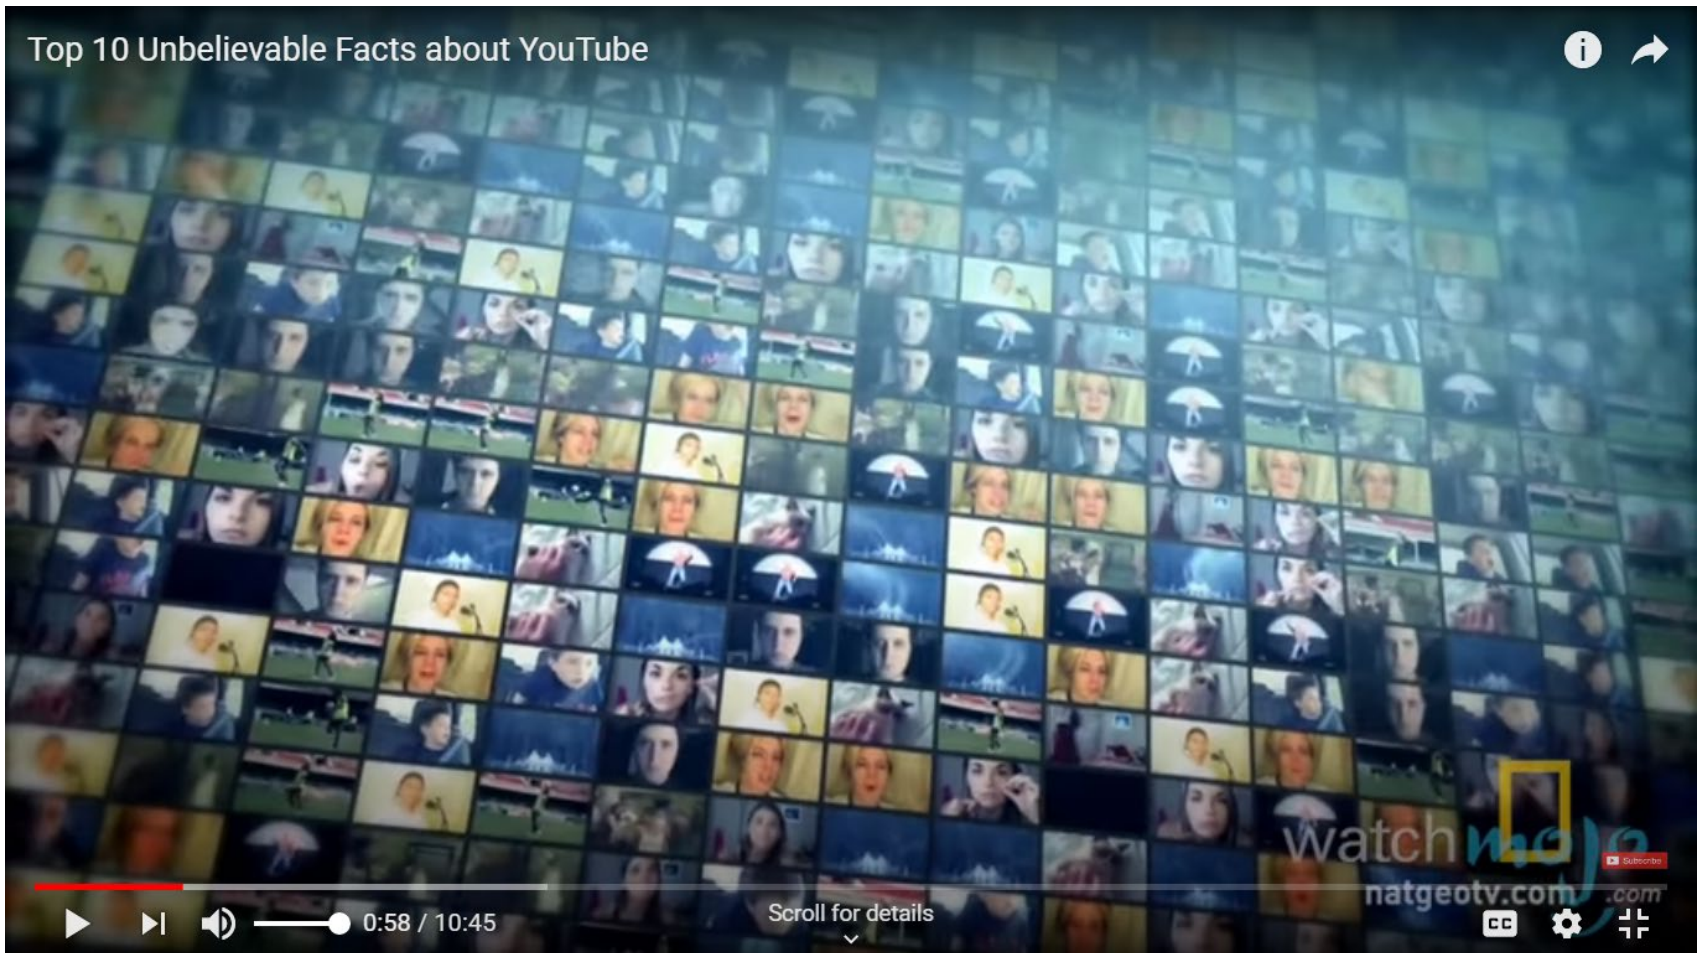 Top 10 Unbelievable Facts about YouTube
watchmojo
Subscribe
natgeotv.com
.com
0:58 / 10:45
Scroll for details
CC